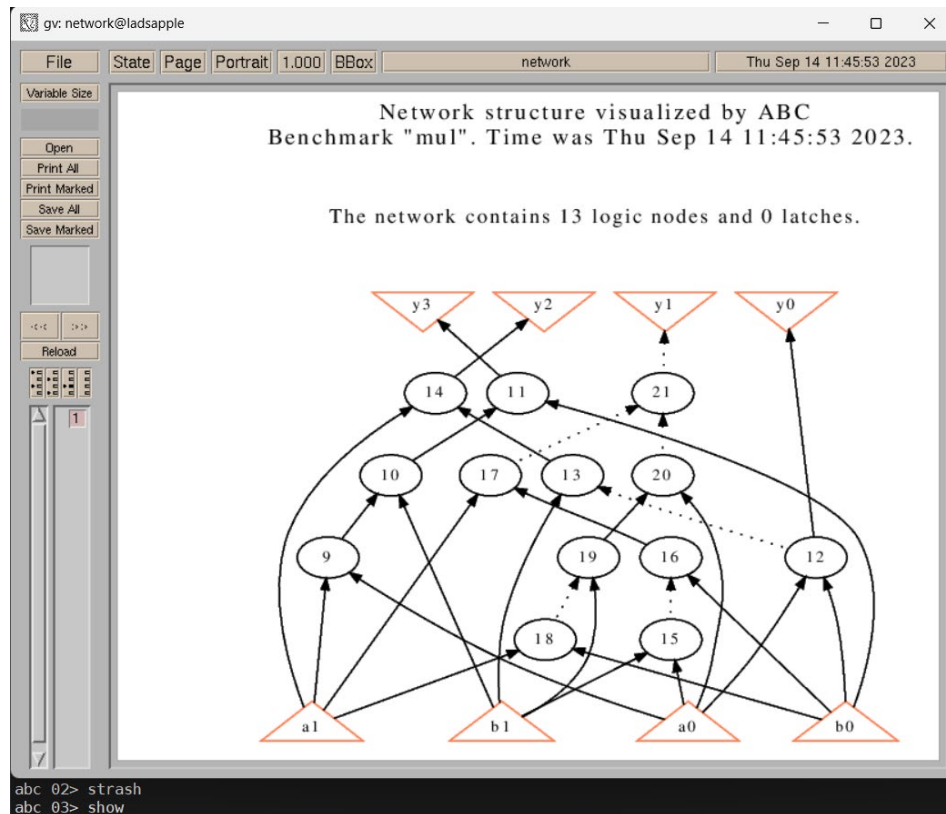 gv: network@ladsapple
File State Page Portrait 1.000 BBox network Thu Sep 14 11:45:53 2023
Variable Size
Open
Print All
Print Marked
Save All
Save Marked
Reload
1
Network structure visualized by ABC
Benchmark "mul". Time was Thu Sep 14 11:45:53 2023.
The network contains 13 logic nodes and 0 latches.
y3 y2 y1 y0
14 11 21
10 17 13 20
9 19 16 12
18 15
a1 b1 a0 b0
abc 02> strash
abc 03> show